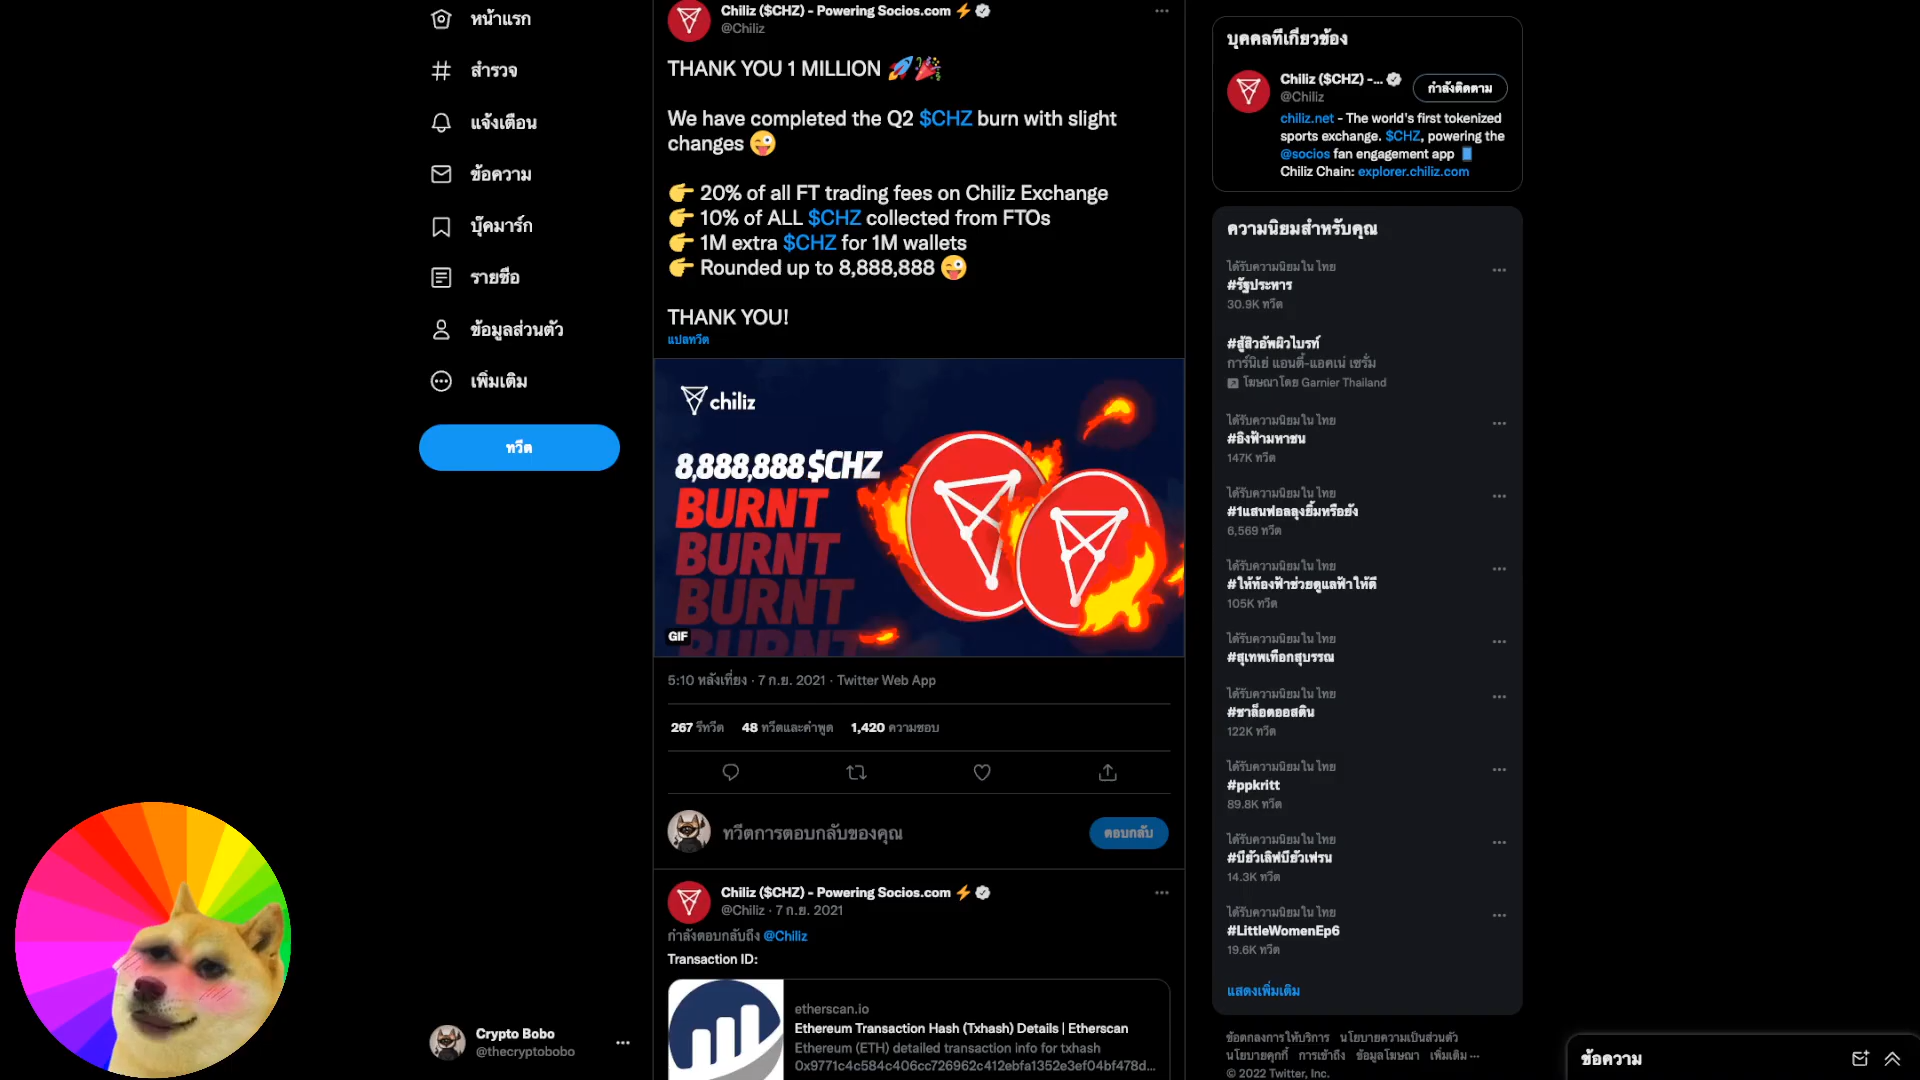 หน้าแรก
สำรวจ
แจ้งเตือน
ข้อความ
บุ๊คมาร์ก
รายชื่อ
ข้อมูลส่วนตัว
เพิ่มเติม
ทวีต
Crypto Bobo
@thecryptobobo
Chiliz ($CHZ) - Powering Socios.com ⚡
@Chiliz
THANK YOU 1 MILLION 🚀🎉
We have completed the Q2 $CHZ burn with slight
changes 😜
👉 20% of all FT trading fees on Chiliz Exchange
👉 10% of ALL $CHZ collected from FTOs
👉 1M extra $CHZ for 1M wallets
👉 Rounded up to 8,888,888 😜
THANK YOU!
แปลทวีต
chiliz
8,888,888 $CHZ
BURNT
BURNT
BURNT
BURNT
GIF
5:10 หลังเที่ยง · 7 ก.ย. 2021 · Twitter Web App
267 รีทวีต 48 ทวีตและคำพูด 1,420 ความชอบ
ทวีตการตอบกลับของคุณ
ตอบกลับ
Chiliz ($CHZ) - Powering Socios.com ⚡
@Chiliz · 7 ก.ย. 2021
กำลังตอบกลับถึง @Chiliz
Transaction ID:
etherscan.io
Ethereum Transaction Hash (Txhash) Details | Etherscan
Ethereum (ETH) detailed transaction info for txhash
0x9771c4c584c406cc726962c412ebfa1352e3ef04bf478d...
บุคคลที่เกี่ยวข้อง
Chiliz ($CHZ) -...
@Chiliz
กำลังติดตาม
chiliz.net - The world's first tokenized
sports exchange. $CHZ, powering the
@socios fan engagement app 📱
Chiliz Chain: explorer.chiliz.com
ความนิยมสำหรับคุณ
ได้รับความนิยมใน ไทย
#รัฐประหาร
30.9K ทวีต
#สู้สิวอัพผิวไบรท์
การ์นิเย่ แอนตี้-แอคเน่ เซรั่ม
โฆษณาโดย Garnier Thailand
ได้รับความนิยมใน ไทย
#อิงฟ้ามหาชน
147K ทวีต
ได้รับความนิยมใน ไทย
#1แสนฟอลลุงยิ้มหรือยัง
6,569 ทวีต
ได้รับความนิยมใน ไทย
#ให้ท้องฟ้าช่วยดูแลฟ้าให้ดี
105K ทวีต
ได้รับความนิยมใน ไทย
#สุเทพเทือกสุบรรณ
ได้รับความนิยมใน ไทย
#ชาล็อตออสติน
122K ทวีต
ได้รับความนิยมใน ไทย
#ppkritt
89.8K ทวีต
ได้รับความนิยมใน ไทย
#บียัวเลิฟบียัวเฟรน
14.3K ทวีต
ได้รับความนิยมใน ไทย
#LittleWomenEp6
19.6K ทวีต
แสดงเพิ่มเติม
ข้อตกลงการให้บริการ นโยบายความเป็นส่วนตัว
นโยบายคุกกี้ การเข้าถึง ข้อมูลโฆษณา เพิ่มเติม ...
© 2022 Twitter, Inc.
ข้อความ